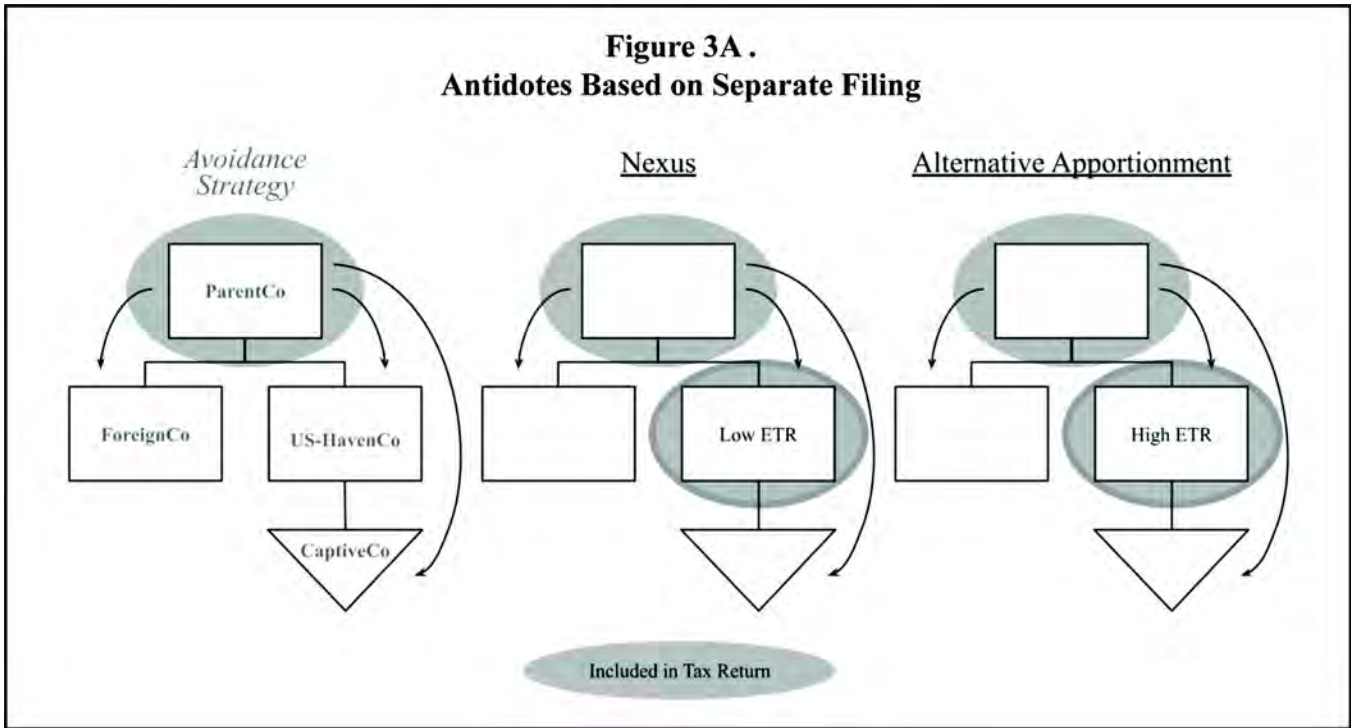 Figure 3A .
Antidotes Based on Separate Filing
Avoidance
Strategy
Nexus
Alternative Apportionment
ParentCo
ForeignCo
US-HavenCo
Low ETR
High ETR
CaptiveCo
Included in Tax Return